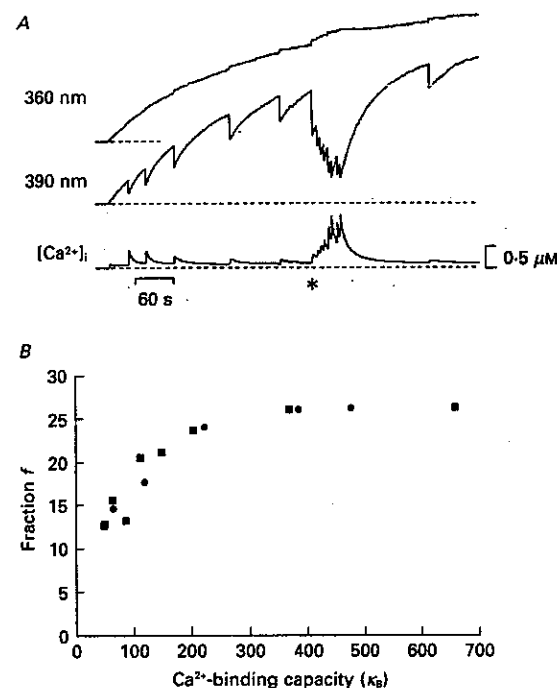 A
360 nm
390 nm
[Ca²⁺]ᵢ
0·5 μM
60 s
*
B
30
25
20
15
10
5
0
Fraction f
0 100 200 300 400 500 600 700
Ca²⁺-binding capacity (κB)